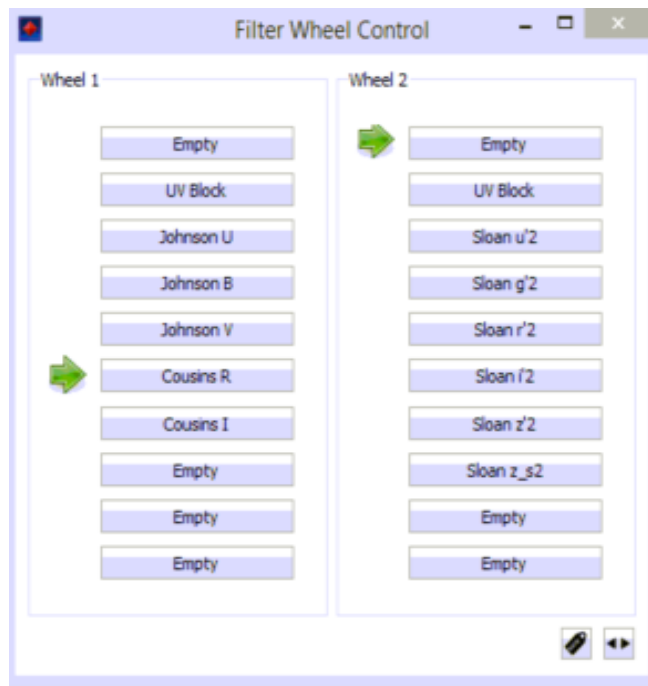 Filter Wheel Control
Wheel 1
Empty
UV Block
Johnson U
Johnson B
Johnson V
Cousins R
Cousins I
Empty
Empty
Empty
Wheel 2
Empty
UV Block
Sloan u'2
Sloan g'2
Sloan r'2
Sloan i'2
Sloan z'2
Sloan z_s2
Empty
Empty